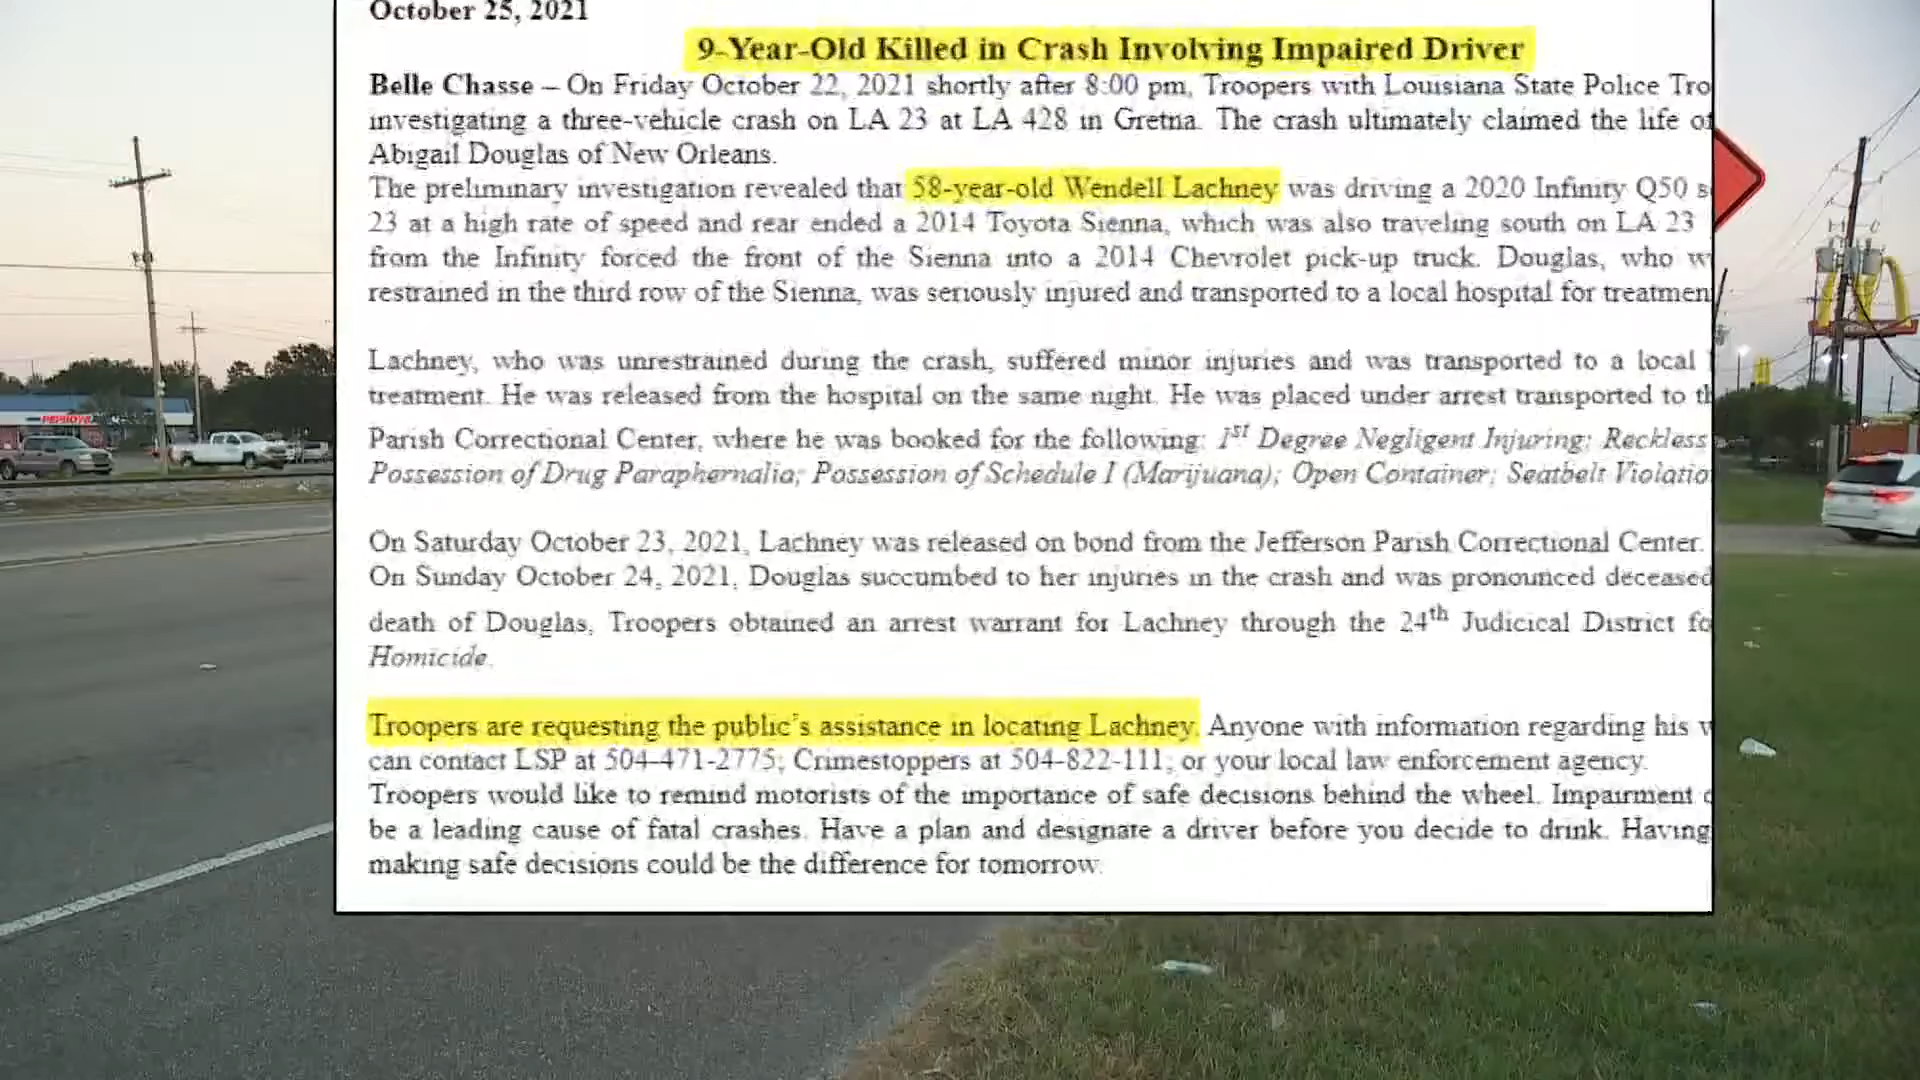 October 25, 2021
9-Year-Old Killed in Crash Involving Impaired Driver
Belle Chasse – On Friday October 22, 2021 shortly after 8:00 pm, Troopers with Louisiana State Police Tro
investigating a three-vehicle crash on LA 23 at LA 428 in Gretna. The crash ultimately claimed the life of
Abigail Douglas of New Orleans.
The preliminary investigation revealed that 58-year-old Wendell Lachney was driving a 2020 Infinity Q50 s
23 at a high rate of speed and rear ended a 2014 Toyota Sienna, which was also traveling south on LA 23
from the Infinity forced the front of the Sienna into a 2014 Chevrolet pick-up truck. Douglas, who w
restrained in the third row of the Sienna, was seriously injured and transported to a local hospital for treatmen
Lachney, who was unrestrained during the crash, suffered minor injuries and was transported to a local
treatment. He was released from the hospital on the same night. He was placed under arrest transported to th
Parish Correctional Center, where he was booked for the following: 1st Degree Negligent Injuring; Reckless
Possession of Drug Paraphernalia; Possession of Schedule I (Marijuana); Open Container; Seatbelt Violatio
On Saturday October 23, 2021, Lachney was released on bond from the Jefferson Parish Correctional Center.
On Sunday October 24, 2021, Douglas succumbed to her injuries in the crash and was pronounced deceased
death of Douglas, Troopers obtained an arrest warrant for Lachney through the 24th Judicical District fo
Homicide.
Troopers are requesting the public's assistance in locating Lachney. Anyone with information regarding his w
can contact LSP at 504-471-2775; Crimestoppers at 504-822-111; or your local law enforcement agency.
Troopers would like to remind motorists of the importance of safe decisions behind the wheel. Impairment c
be a leading cause of fatal crashes. Have a plan and designate a driver before you decide to drink. Having
making safe decisions could be the difference for tomorrow.
PEP BOYS